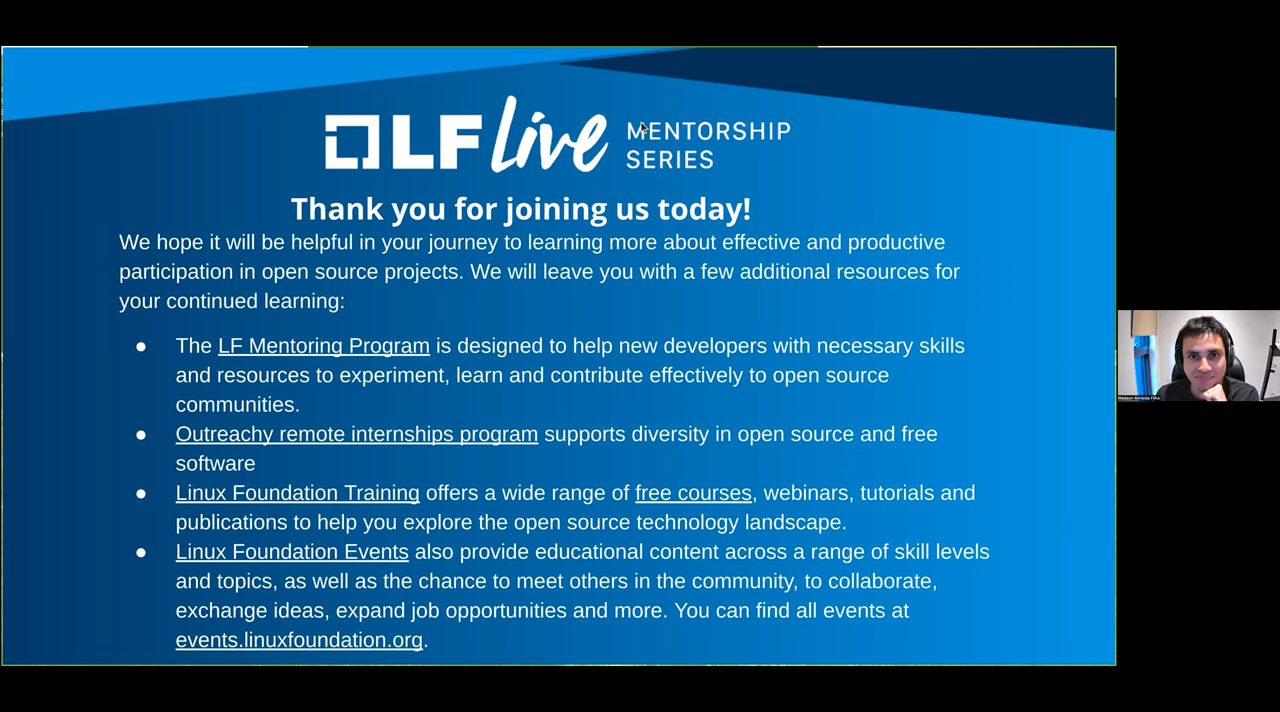 LF Live MENTORSHIP
SERIES
Thank you for joining us today!
We hope it will be helpful in your journey to learning more about effective and productive
participation in open source projects. We will leave you with a few additional resources for
your continued learning:
● The LF Mentoring Program is designed to help new developers with necessary skills
and resources to experiment, learn and contribute effectively to open source
communities.
● Outreachy remote internships program supports diversity in open source and free
software
● Linux Foundation Training offers a wide range of free courses, webinars, tutorials and
publications to help you explore the open source technology landscape.
● Linux Foundation Events also provide educational content across a range of skill levels
and topics, as well as the chance to meet others in the community, to collaborate,
exchange ideas, expand job opportunities and more. You can find all events at
events.linuxfoundation.org.
Wedson Almeida Filho